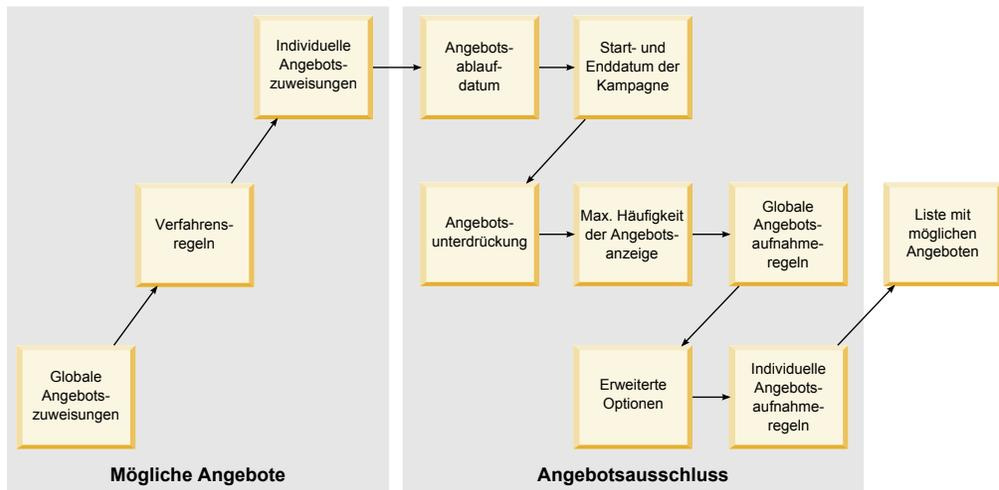 Individuelle
Angebots-
zuweisungen
Verfahrens-
regeln
Globale
Angebots-
zuweisungen
Mögliche Angebote
Angebots-
ablauf-
datum
Start- und
Enddatum der
Kampagne
Angebots-
unterdrückung
Max. Häufigkeit
der Angebots-
anzeige
Globale
Angebots-
aufnahme-
regeln
Erweiterte
Optionen
Individuelle
Angebots-
aufnahme-
regeln
Angebotsausschluss
Liste mit
möglichen
Angeboten